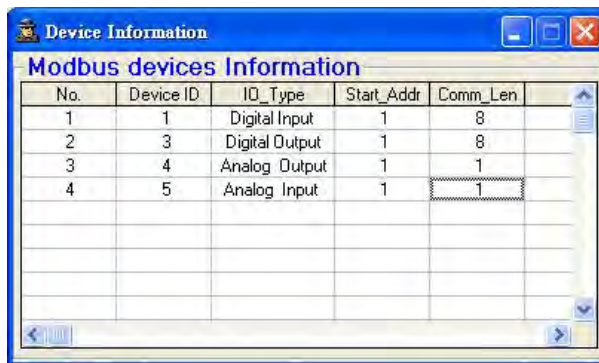 Device Information
Modbus devices Information
No. Device ID IO_Type Start_Addr Comm_Len
1 1 Digital Input 1 8
2 3 Digital Output 1 8
3 4 Analog Output 1 1
4 5 Analog Input 1 1